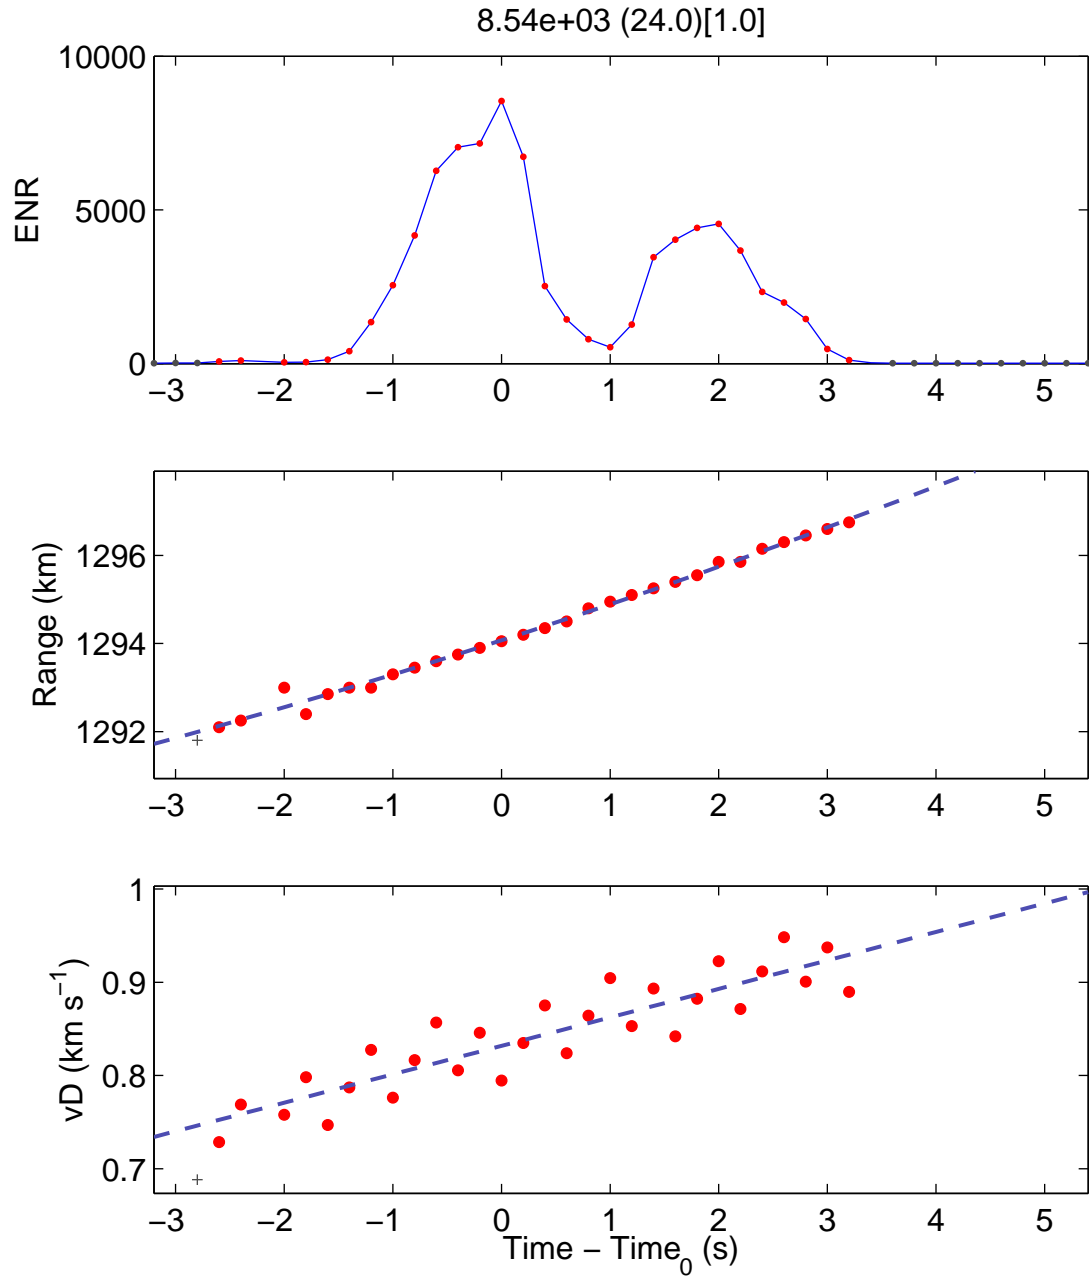 8.54e+03 (24.0)[1.0]
10000
5000
0
ENR
−3 −2 −1 0 1 2 3 4 5
1296
1294
1292
Range (km)
−3 −2 −1 0 1 2 3 4 5
1
0.9
0.8
0.7
vD (km s⁻¹)
−3 −2 −1 0 1 2 3 4 5
Time − Time₀ (s)